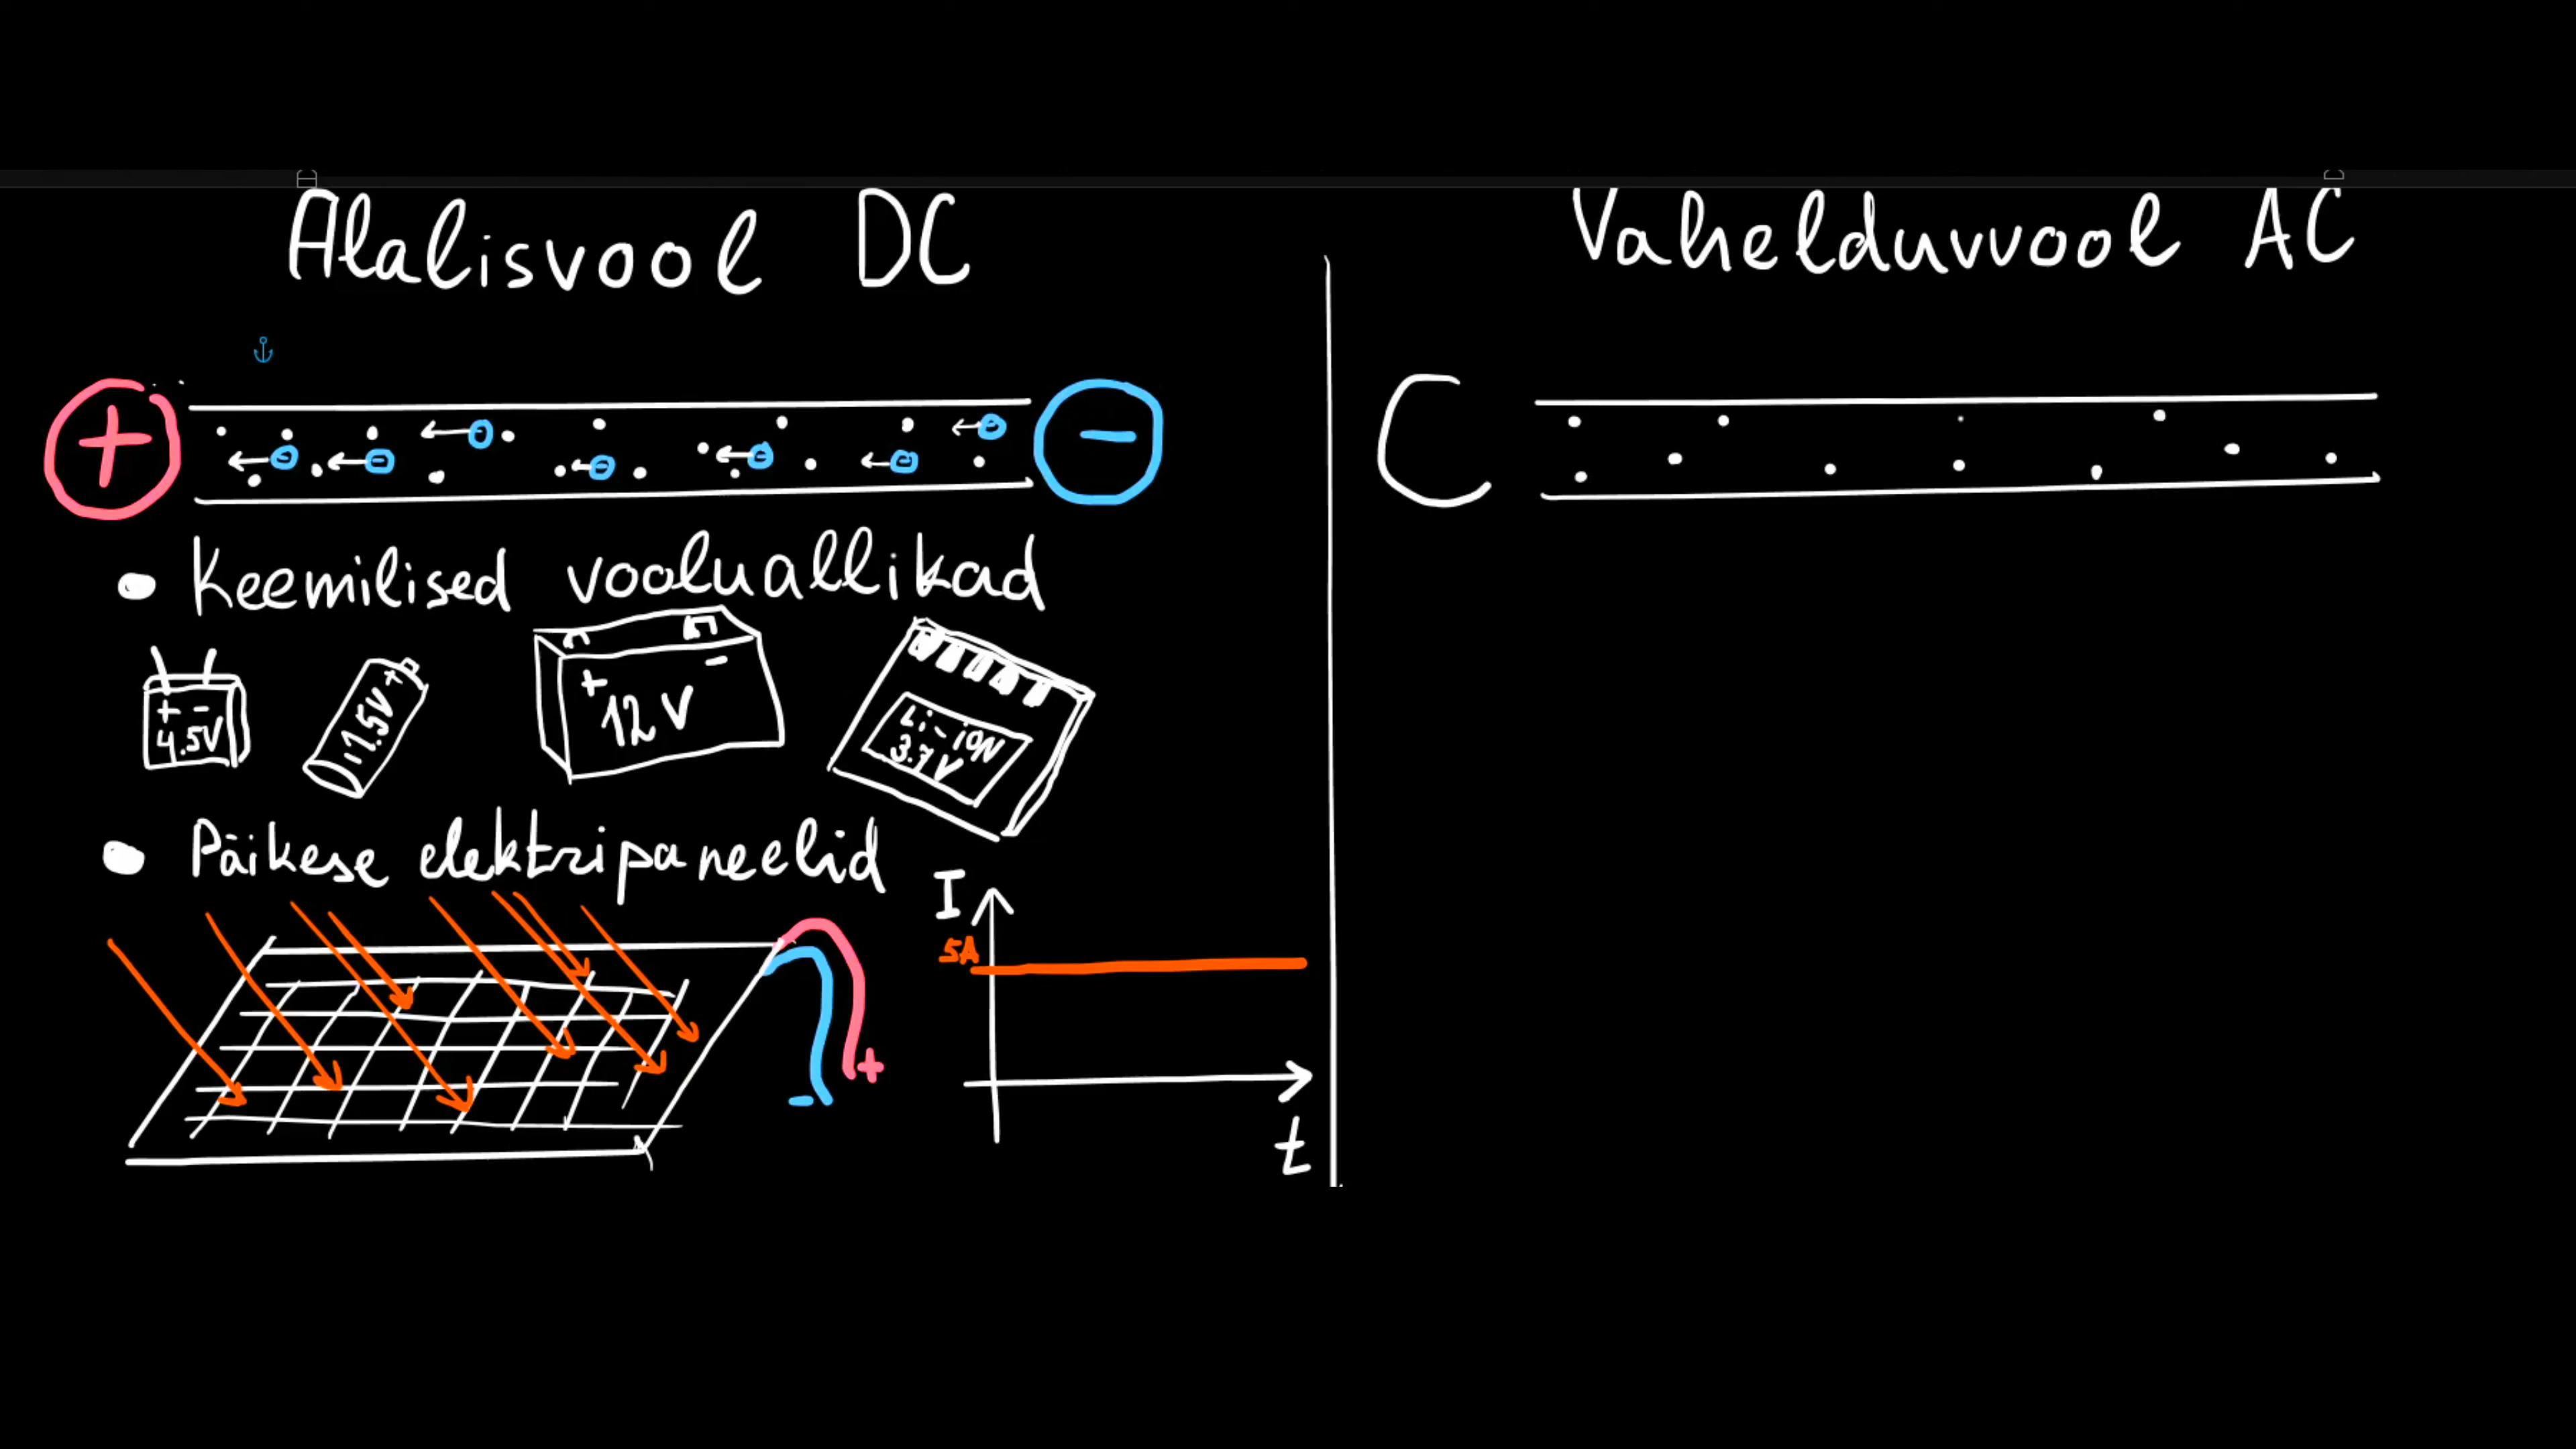 Alalisvool DC
+ −
• Keemilised vooluallikad
+ −
4.5V
− 1.5V +
+ −
12V
Li-ion
3.7V
• Päikese elektripaneelid
+
−
I
5A
t
Vahelduvvool AC